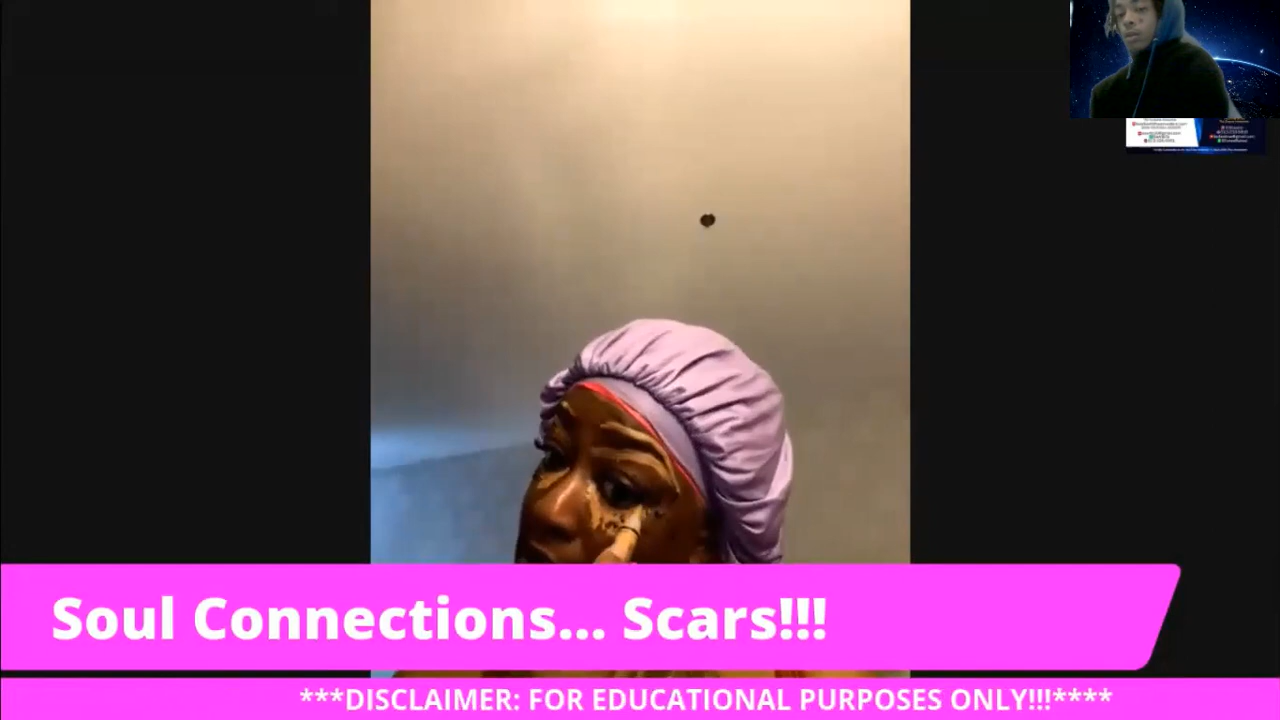 Soul Connections... Scars!!!
***DISCLAIMER: FOR EDUCATIONAL PURPOSES ONLY!!!****